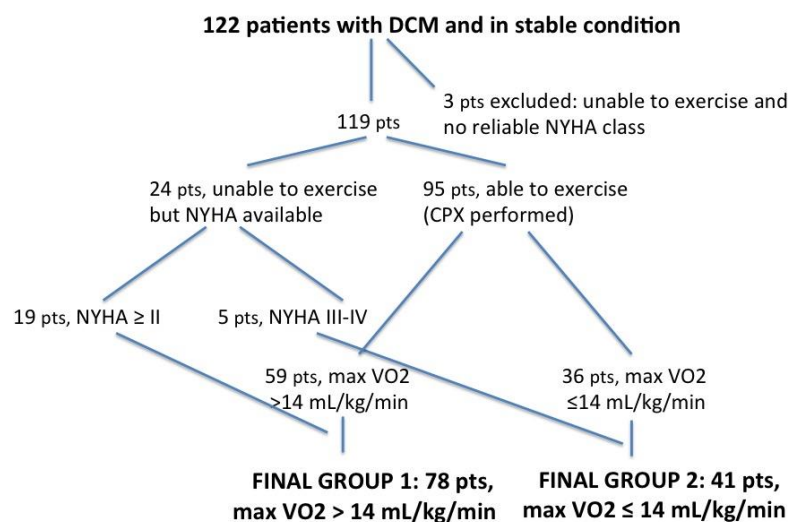 122 patients with DCM and in stable condition
3 pts excluded: unable to exercise and
no reliable NYHA class
119 pts
24 pts, unable to exercise
but NYHA available
95 pts, able to exercise
(CPX performed)
19 pts, NYHA ≥ II
5 pts, NYHA III-IV
59 pts, max VO2
>14 mL/kg/min
36 pts, max VO2
≤14 mL/kg/min
FINAL GROUP 1: 78 pts,
max VO2 > 14 mL/kg/min
FINAL GROUP 2: 41 pts,
max VO2 ≤ 14 mL/kg/min